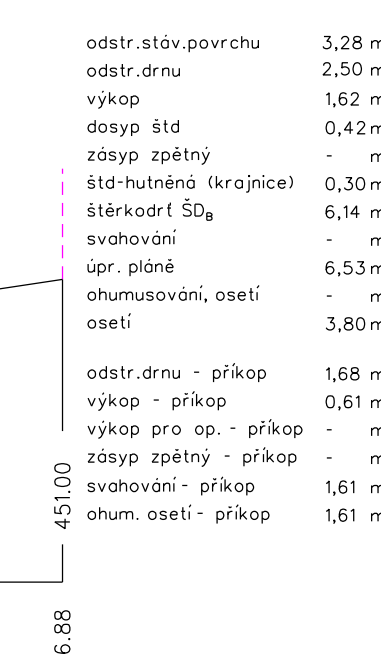 odstr.stáv.povrchu 3,28 m
odstr.drnu 2,50 m
výkop 1,62 m
dosyp štd 0,42 m
zásyp zpětný - m
štd-hutněná (krajnice) 0,30 m
štěrkodrť ŠDB 6,14 m
svahování - m
úpr. pláně 6,53 m
ohumusování, osetí - m
osetí 3,80 m
odstr.drnu - příkop 1,68 m
výkop - příkop 0,61 m
výkop pro op. - příkop - m
zásyp zpětný - příkop - m
svahování - příkop 1,61 m
ohum. osetí - příkop 1,61 m
451.00
6.88